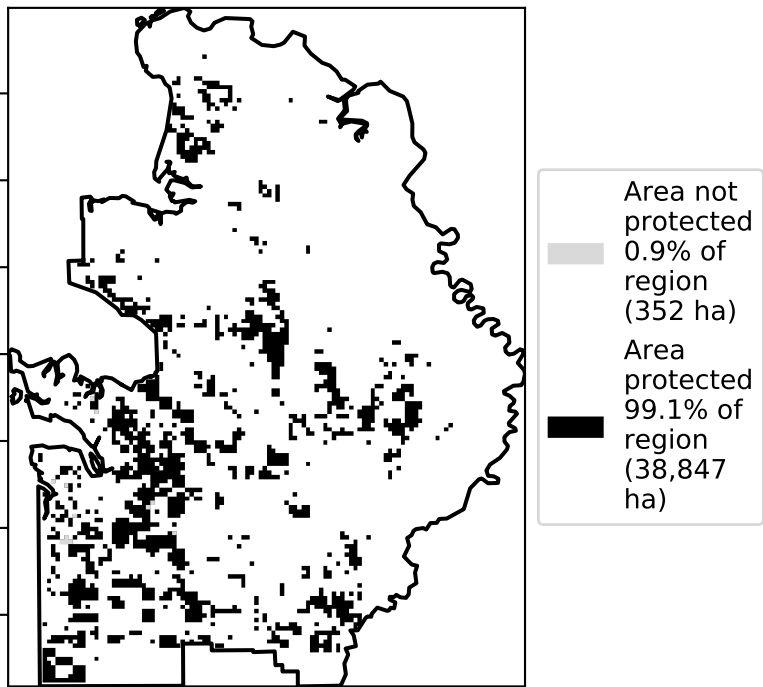 Area not
protected
0.9% of
region
(352 ha)
Area
protected
99.1% of
region
(38,847
ha)